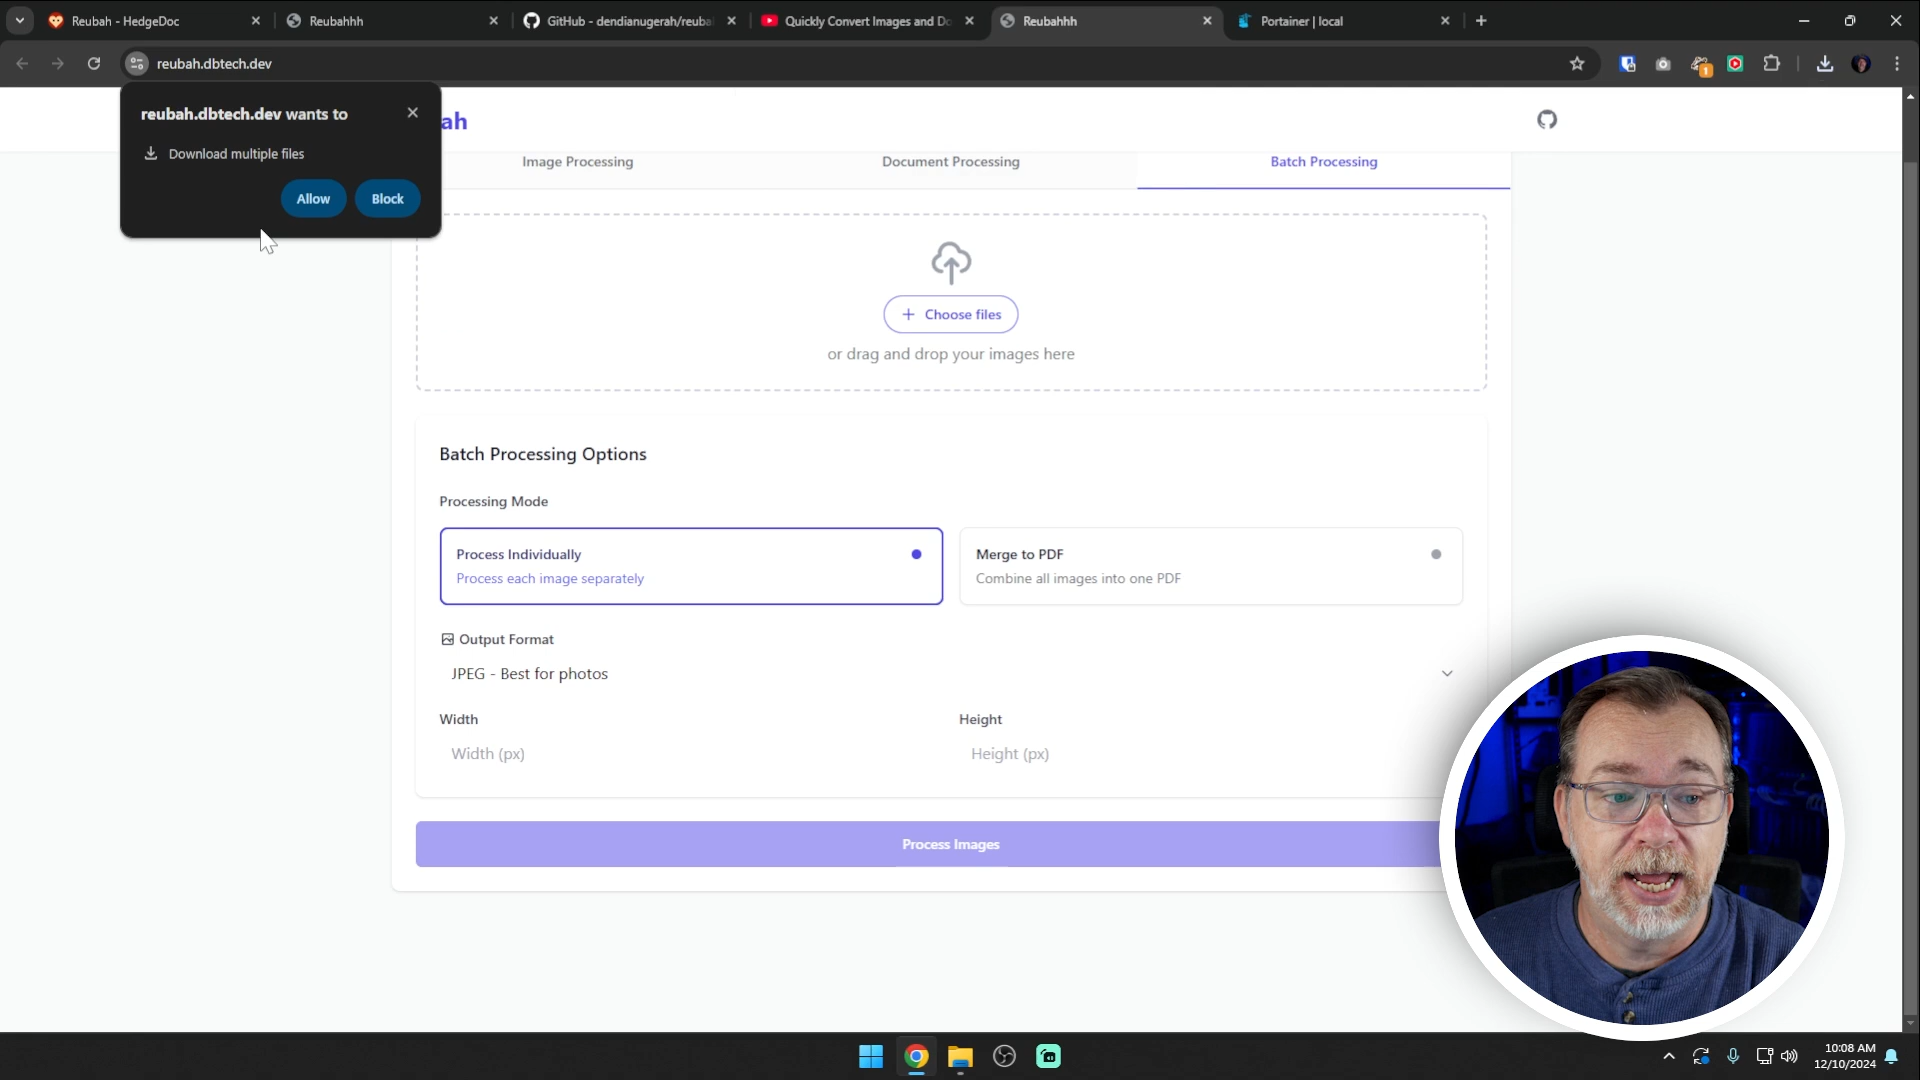 Reubah - HedgeDoc
Reubahhh
GitHub - dendianugerah/reuba
Quickly Convert Images and Do
Reubahhh
Portainer | local
reubah.dbtech.dev
1
reubah.dbtech.dev wants to
Download multiple files
Allow
Block
ah
Image Processing
Document Processing
Batch Processing
Choose files
or drag and drop your images here
Batch Processing Options
Processing Mode
Process Individually
Process each image separately
Merge to PDF
Combine all images into one PDF
Output Format
JPEG - Best for photos
Width
Height
Width (px)
Height (px)
Process Images
10:08 AM
12/10/2024